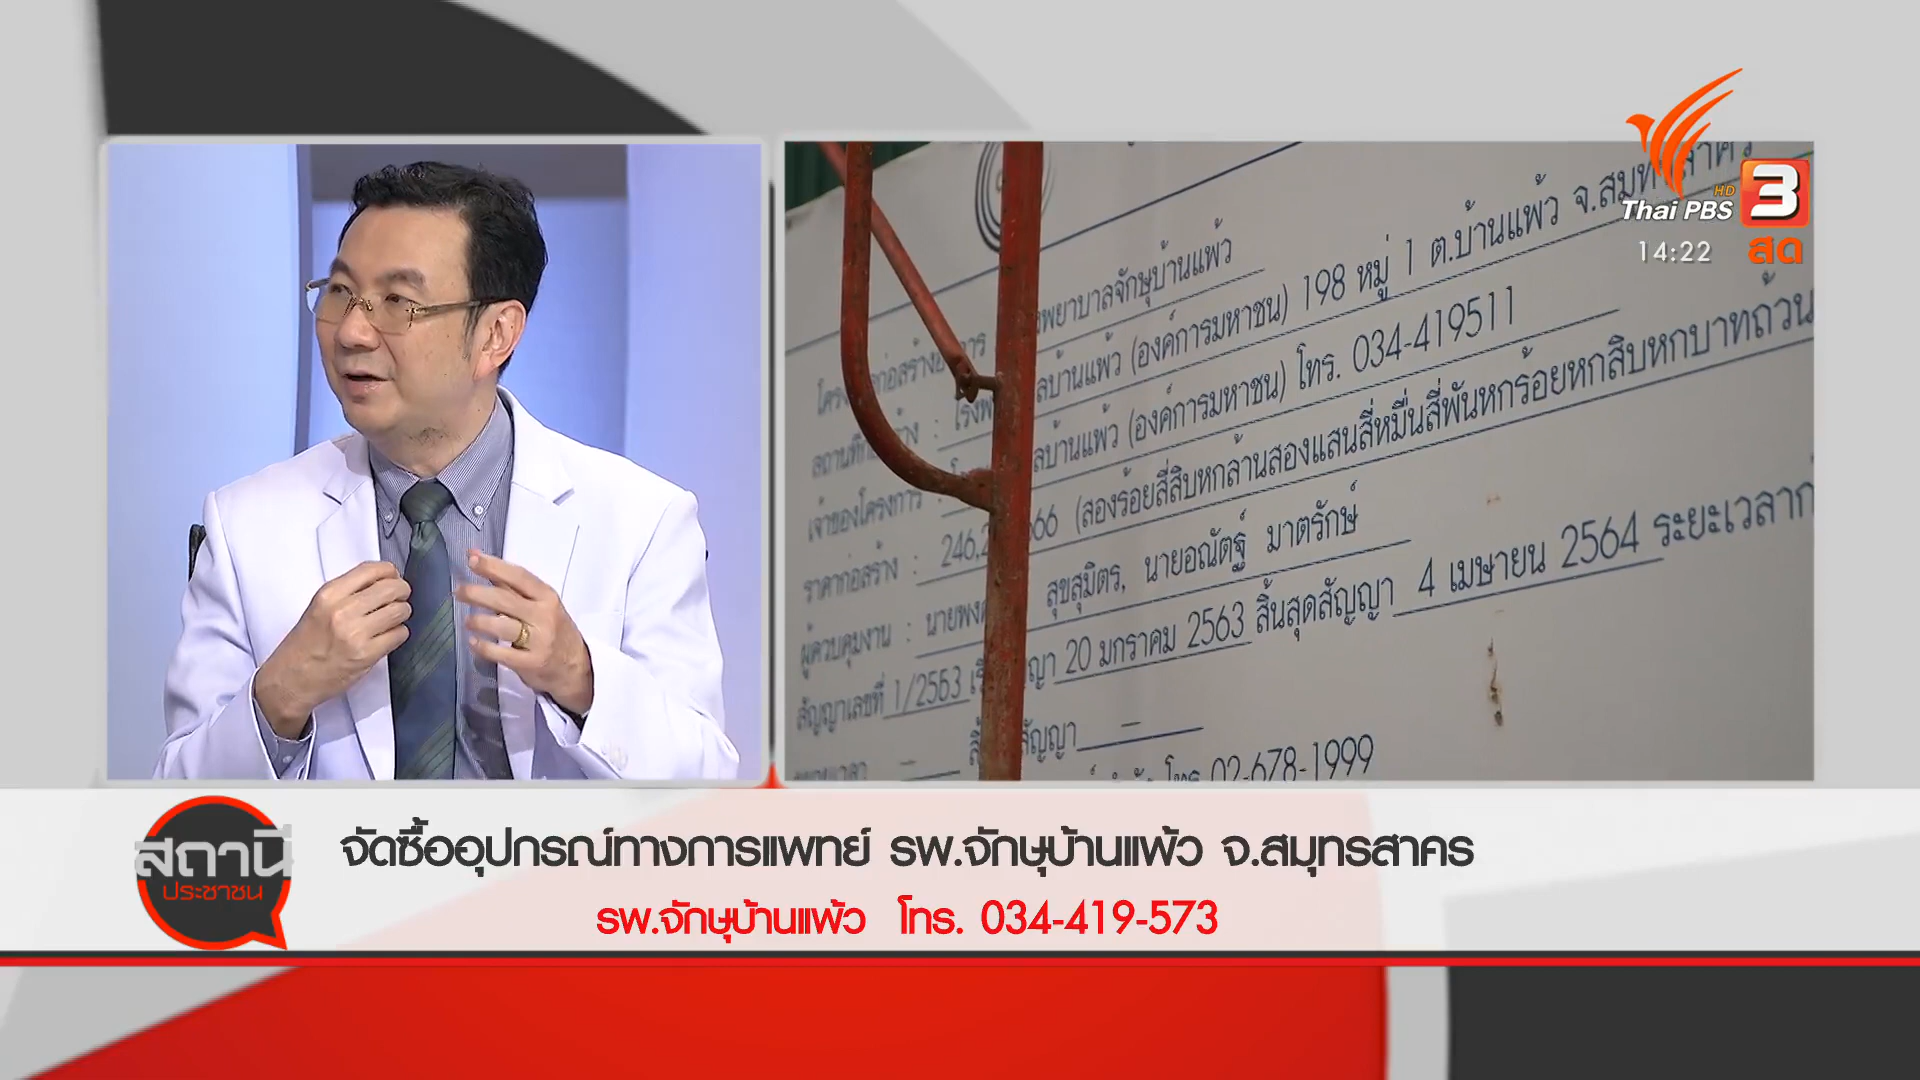 HD
Thai PBS
3
14:22 สด
พยาบาลจักษุบ้านแพ้ว
ลบ้านแพ้ว (องค์การมหาชน) 198 หมู่ 1 ต.บ้านแพ้ว
เจ้าของโครงการ : ลบ้านแพ้ว (องค์การมหาชน) โทร. 034-419511
ราคาก่อสร้าง : (สองร้อยสี่สิบหกล้านสองแสนสี่หมื่นสี่พันหกร้อยหกสิบหกบาทถ้วน
ผู้ควบคุมงาน : สุขสุมิตร, นายอณัตฐ์ มาตรักษ์
สัญญาเลขที่ 1/2563 20 มกราคม 2563 สิ้นสุดสัญญา 4 เมษายน 2564 ระยะเวลา
02-678-1999
สถานี
ประชาชน
จัดซื้ออุปกรณ์ทางการแพทย์ รพ.จักษุบ้านแพ้ว จ.สมุทรสาคร
รพ.จักษุบ้านแพ้ว โทร. 034-419-573